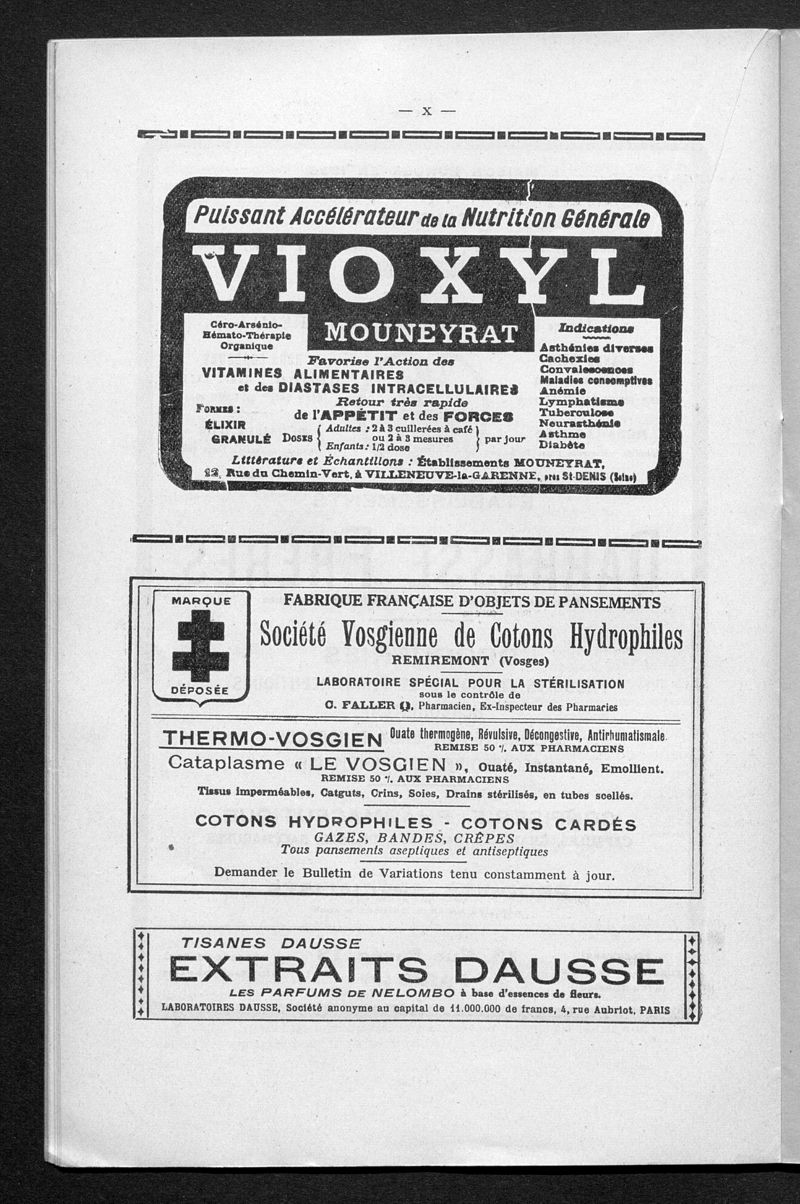 — X —
Puissant Accélérateur de la Nutrition Générale
VIOXYL
MOUNEYRAT
Céro-Arsénio-
Hémato-Thérapie
Organique
Favorise l'Action des
VITAMINES ALIMENTAIRES
et des DIASTASES INTRACELLULAIRES
Retour très rapide
de l'APPÉTIT et des FORCES
FORMES :
ÉLIXIR
GRANULÉ
DOSES
Adultes : 2 à 3 cuillerées à café
ou 2 à 3 mesures
Enfants : 1/2 dose
par jour
Indications
Asthénies diverses
Cachexies
Convalescences
Maladies consomptives
Anémie
Lymphatisme
Tuberculose
Neurasthénie
Asthme
Diabète
Littérature et Échantillons : Établissements MOUNEYRAT,
12, Rue du Chemin-Vert, à VILLENEUVE-la-GARENNE, près St-DENIS (Seine)
MARQUE
DÉPOSÉE
FABRIQUE FRANÇAISE D'OBJETS DE PANSEMENTS
Société Vosgienne de Cotons Hydrophiles
REMIREMONT (Vosges)
LABORATOIRE SPÉCIAL POUR LA STÉRILISATION
sous le contrôle de
C. FALLER Q, Pharmacien, Ex-Inspecteur des Pharmacies
THERMO-VOSGIEN Ouate thermogène, Révulsive, Décongestive, Antirhumatismale.
REMISE 50 % AUX PHARMACIENS
Cataplasme « LE VOSGIEN », Ouaté, Instantané, Emollient.
REMISE 50 % AUX PHARMACIENS
Tissus imperméables, Catguts, Crins, Soies, Drains stérilisés, en tubes scellés.
COTONS HYDROPHILES - COTONS CARDÉS
GAZES, BANDES, CRÊPES
Tous pansements aseptiques et antiseptiques
Demander le Bulletin de Variations tenu constamment à jour.
TISANES DAUSSE
EXTRAITS DAUSSE
LES PARFUMS DE NELOMBO à base d'essences de fleurs.
LABORATOIRES DAUSSE, Société anonyme au capital de 11.000.000 de francs, 4, rue Aubriot, PARIS